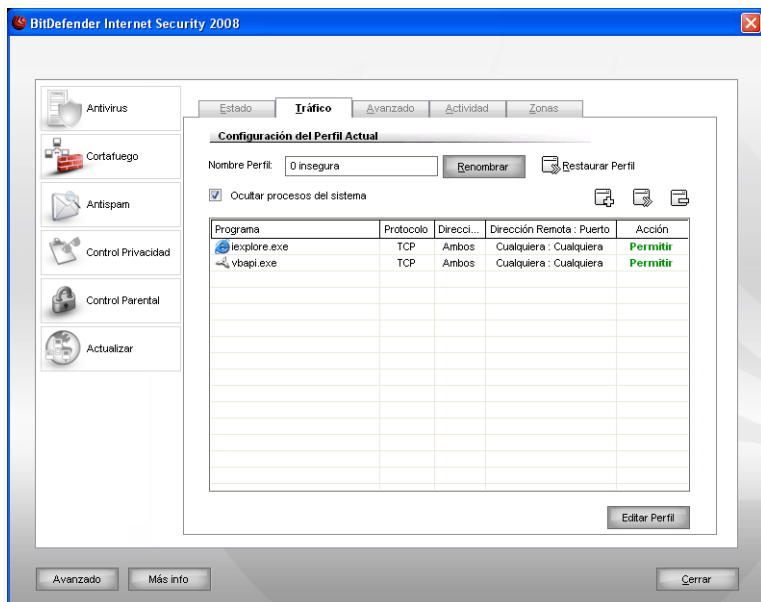 BitDefender Internet Security 2008
Antivirus
Cortafuego
Antispam
Control Privacidad
Control Parental
Actualizar
Estado Tráfico Avanzado Actividad Zonas
Configuración del Perfil Actual
Nombre Perfil: 0 insegura Renombrar Restaurar Perfil
Ocultar procesos del sistema
Programa Protocolo Direcci... Dirección Remota : Puerto Acción
iexplore.exe TCP Ambos Cualquiera : Cualquiera Permitir
vbapi.exe TCP Ambos Cualquiera : Cualquiera Permitir
Editar Perfil
Avanzado Más info Cerrar